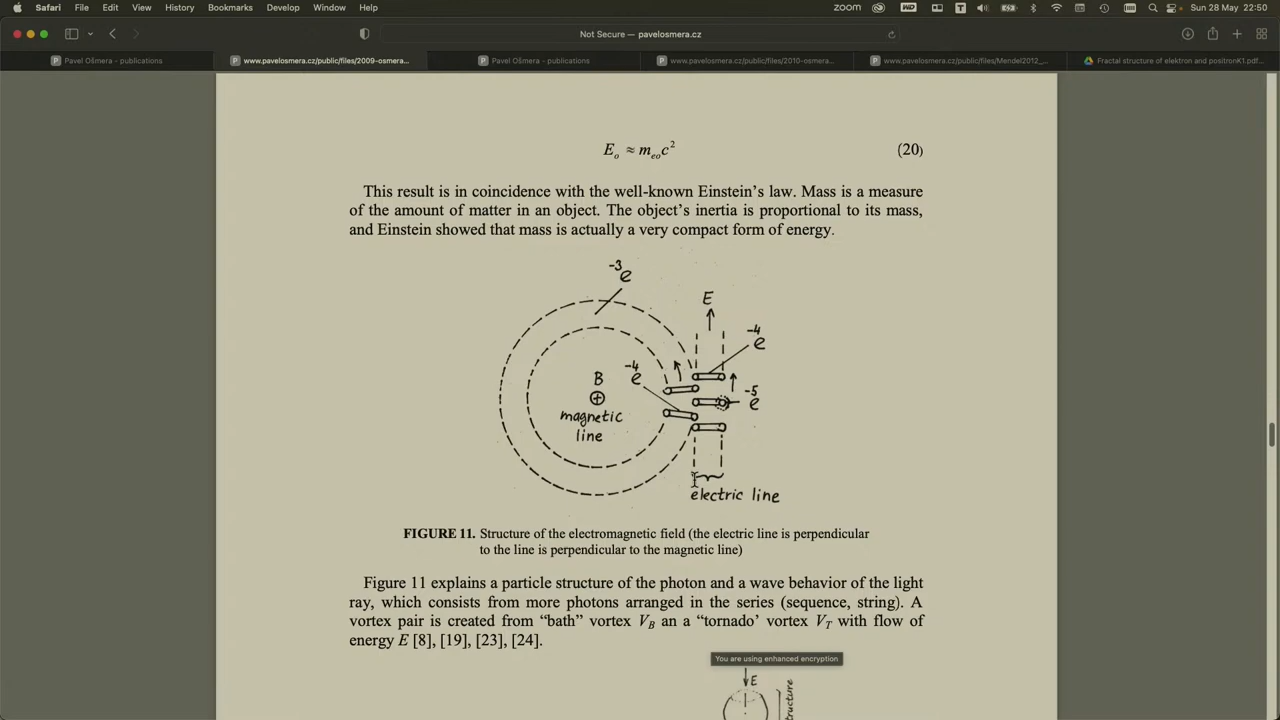 Safari File Edit View History Bookmarks Develop Window Help zoom Sun 28 May 22:50
Not Secure — pavelosmera.cz
Pavel Ošmera - publications www.pavelosmera.cz/public/files/2009-osmera... Pavel Ošmera - publications www.pavelosmera.cz/public/files/2010-osmera... www.pavelosmera.cz/public/files/Mendel2012_... Fractal structure of elektron and positronK1.pdf...
E_o ≈ m_eo c² (20)
This result is in coincidence with the well-known Einstein’s law. Mass is a measure
of the amount of matter in an object. The object’s inertia is proportional to its mass,
and Einstein showed that mass is actually a very compact form of energy.
-3e
E
-4e
-4e
B
-5e
magnetic
line
electric line
FIGURE 11. Structure of the electromagnetic field (the electric line is perpendicular
to the line is perpendicular to the magnetic line)
Figure 11 explains a particle structure of the photon and a wave behavior of the light
ray, which consists from more photons arranged in the series (sequence, string). A
vortex pair is created from “bath” vortex V_B an a “tornado’ vortex V_T with flow of
energy E [8], [19], [23], [24].
You are using enhanced encryption
E